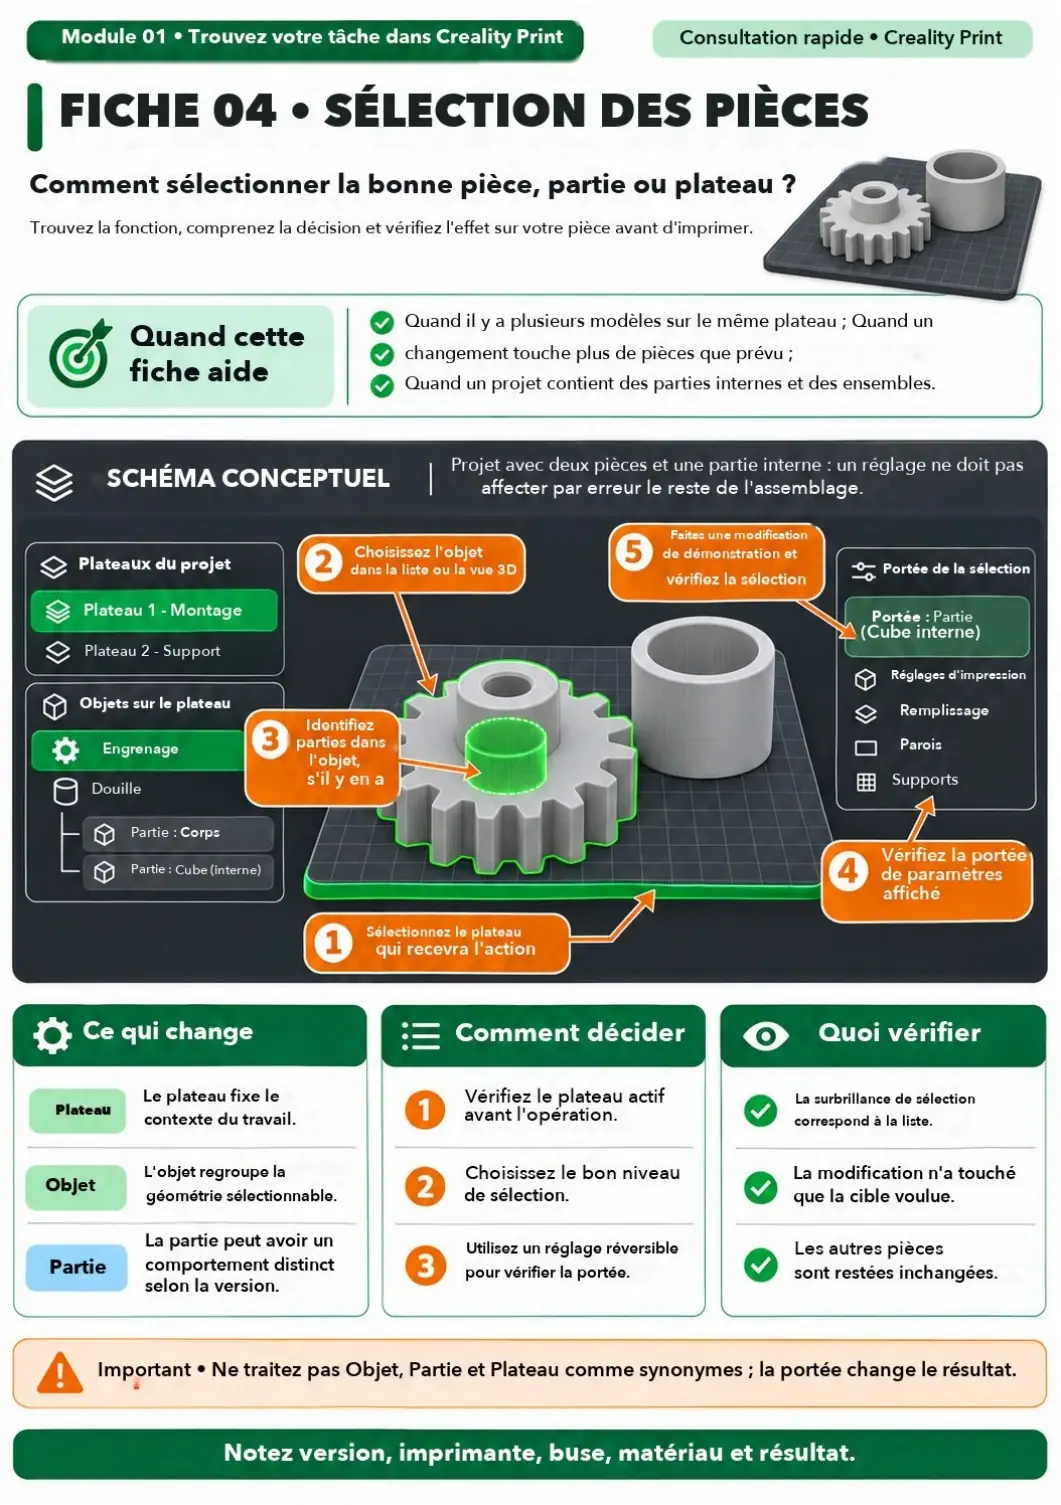 Module 01 • Trouvez votre tâche dans Creality Print
Consultation rapide • Creality Print
FICHE 04 • SÉLECTION DES PIÈCES
Comment sélectionner la bonne pièce, partie ou plateau ?
Trouvez la fonction, comprenez la décision et vérifiez l'effet sur votre pièce avant d'imprimer.
Quand cette
fiche aide
Quand il y a plusieurs modèles sur le même plateau ; Quand un
changement touche plus de pièces que prévu ;
Quand un projet contient des parties internes et des ensembles.
SCHÉMA CONCEPTUEL
Projet avec deux pièces et une partie interne : un réglage ne doit pas
affecter par erreur le reste de l'assemblage.
Plateaux du projet
Plateau 1 - Montage
Plateau 2 - Support
Objets sur le plateau
Engrenage
Douille
Partie : Corps
Partie : Cube (interne)
2
Choisissez l'objet
dans la liste ou la vue 3D
3
Identifiez
parties dans
l'objet,
s'il y en a
1
Sélectionnez le plateau
qui recevra l'action
5
Faites une modification
de démonstration et
vérifiez la sélection
Portée de la sélection
Portée : Partie
(Cube interne)
Réglages d'impression
Remplissage
Parois
Supports
4
Vérifiez la portée
de paramètres
affiché
Ce qui change
Plateau
Le plateau fixe le
contexte du travail.
Objet
L'objet regroupe la
géométrie sélectionnable.
Partie
La partie peut avoir un
comportement distinct
selon la version.
Comment décider
1
Vérifiez le plateau actif
avant l'opération.
2
Choisissez le bon niveau
de sélection.
3
Utilisez un réglage réversible
pour vérifier la portée.
Quoi vérifier
La surbrillance de sélection
correspond à la liste.
La modification n'a touché
que la cible voulue.
Les autres pièces
sont restées inchangées.
Important • Ne traitez pas Objet, Partie et Plateau comme synonymes ; la portée change le résultat.
Notez version, imprimante, buse, matériau et résultat.